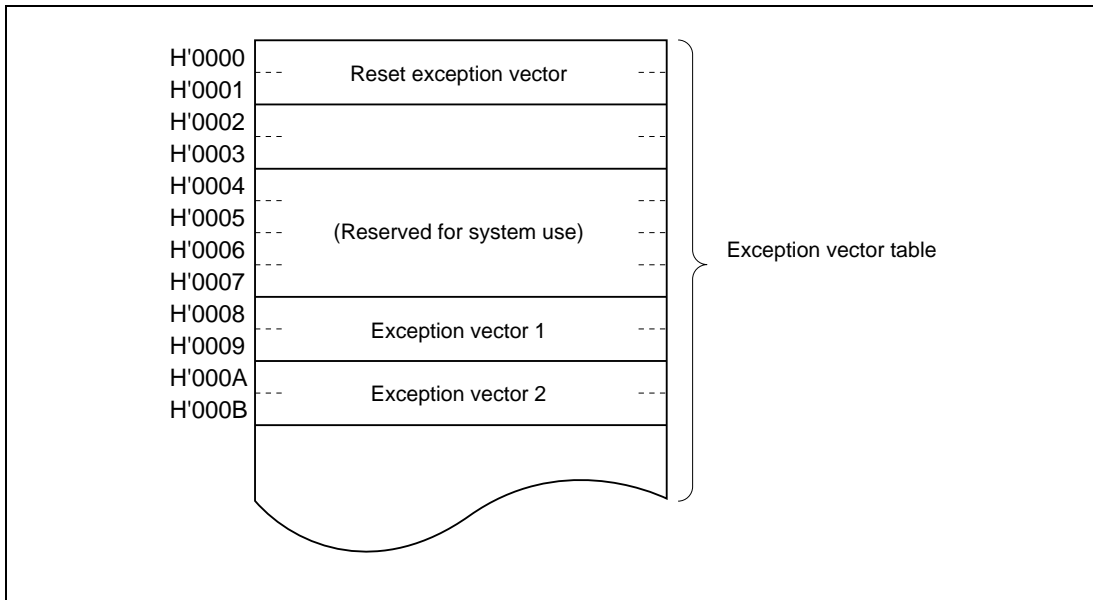 H'0000
Reset exception vector
H'0001
H'0002
H'0003
H'0004
H'0005
(Reserved for system use)
H'0006
Exception vector table
H'0007
H'0008
Exception vector 1
H'0009
H'000A
Exception vector 2
H'000B